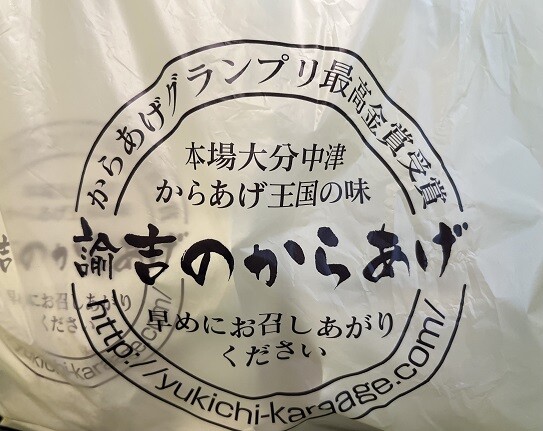 からあげグランプリ最高金賞受賞
本場大分中津
からあげ王国の味
諭吉のからあげ
早めにお召しあがり
ください
http://yukichi-karaage.com/